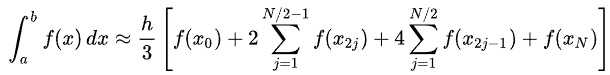 ∫_a^b f(x) dx ≈ h/3 [ f(x_0) + 2 ∑_{j=1}^{N/2−1} f(x_{2j}) + 4 ∑_{j=1}^{N/2} f(x_{2j−1}) + f(x_N) ]